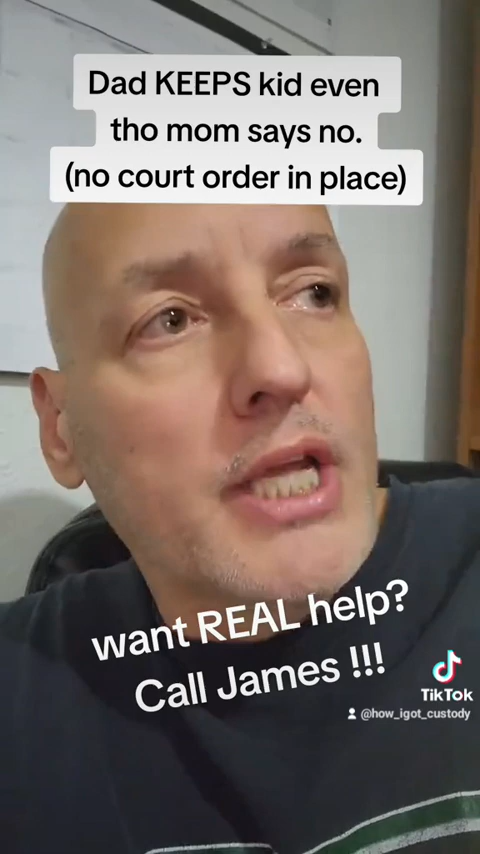 Dad KEEPS kid even
tho mom says no.
(no court order in place)
want REAL help?
Call James !!!
TikTok
@how_igot_custody